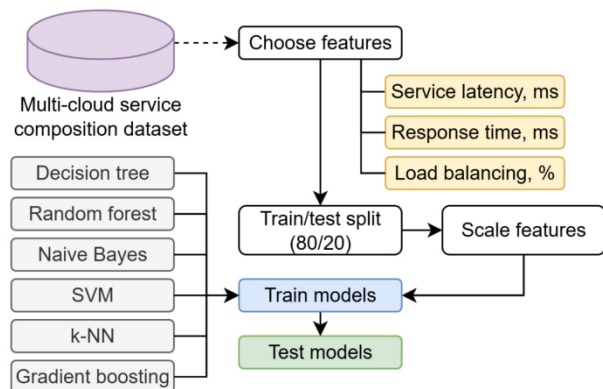 Choose features
Multi-cloud service
composition dataset
Service latency, ms
Response time, ms
Load balancing, %
Decision tree
Random forest
Naive Bayes
SVM
k-NN
Gradient boosting
Train/test split
(80/20)
Scale features
Train models
Test models